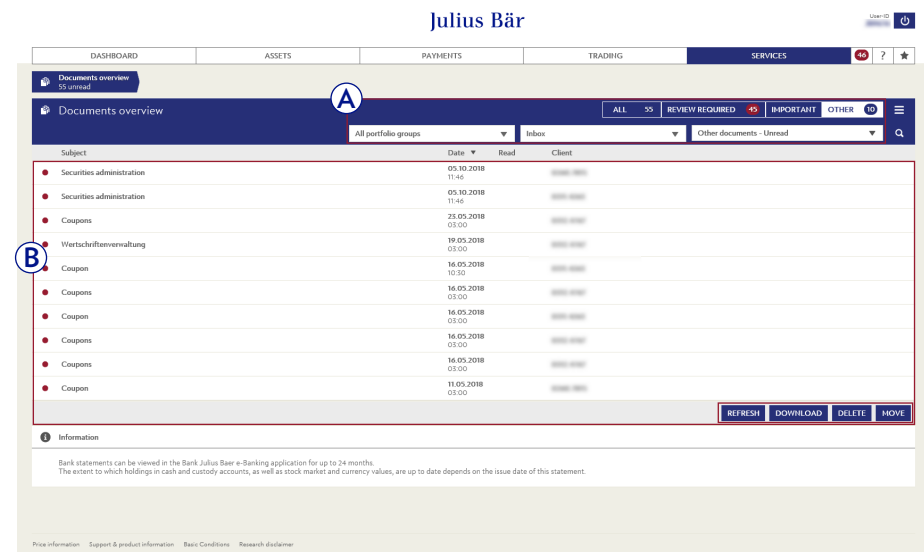 Julius Bär
User-ID
DASHBOARD ASSETS PAYMENTS TRADING SERVICES 46 ? ★
Documents overview
55 unread
A
Documents overview ALL 55 REVIEW REQUIRED 45 IMPORTANT OTHER 10
All portfolio groups ▼ Inbox ▼ Other documents - Unread ▼
Subject Date ▼ Read Client
Securities administration 05.10.2018
11:46
Securities administration 05.10.2018
11:46
Coupons 23.05.2018
03:00
Wertschriftenverwaltung 19.05.2018
03:00
B
Coupon 16.05.2018
10:30
Coupons 16.05.2018
03:00
Coupon 16.05.2018
03:00
Coupons 16.05.2018
03:00
Coupons 16.05.2018
03:00
Coupon 11.05.2018
03:00
REFRESH DOWNLOAD DELETE MOVE
Information
Bank statements can be viewed in the Bank Julius Baer e-Banking application for up to 24 months.
The extent to which holdings in cash and custody accounts, as well as stock market and currency values, are up to date depends on the issue date of this statement.
Price information Support & product information Basic Conditions Research disclaimer